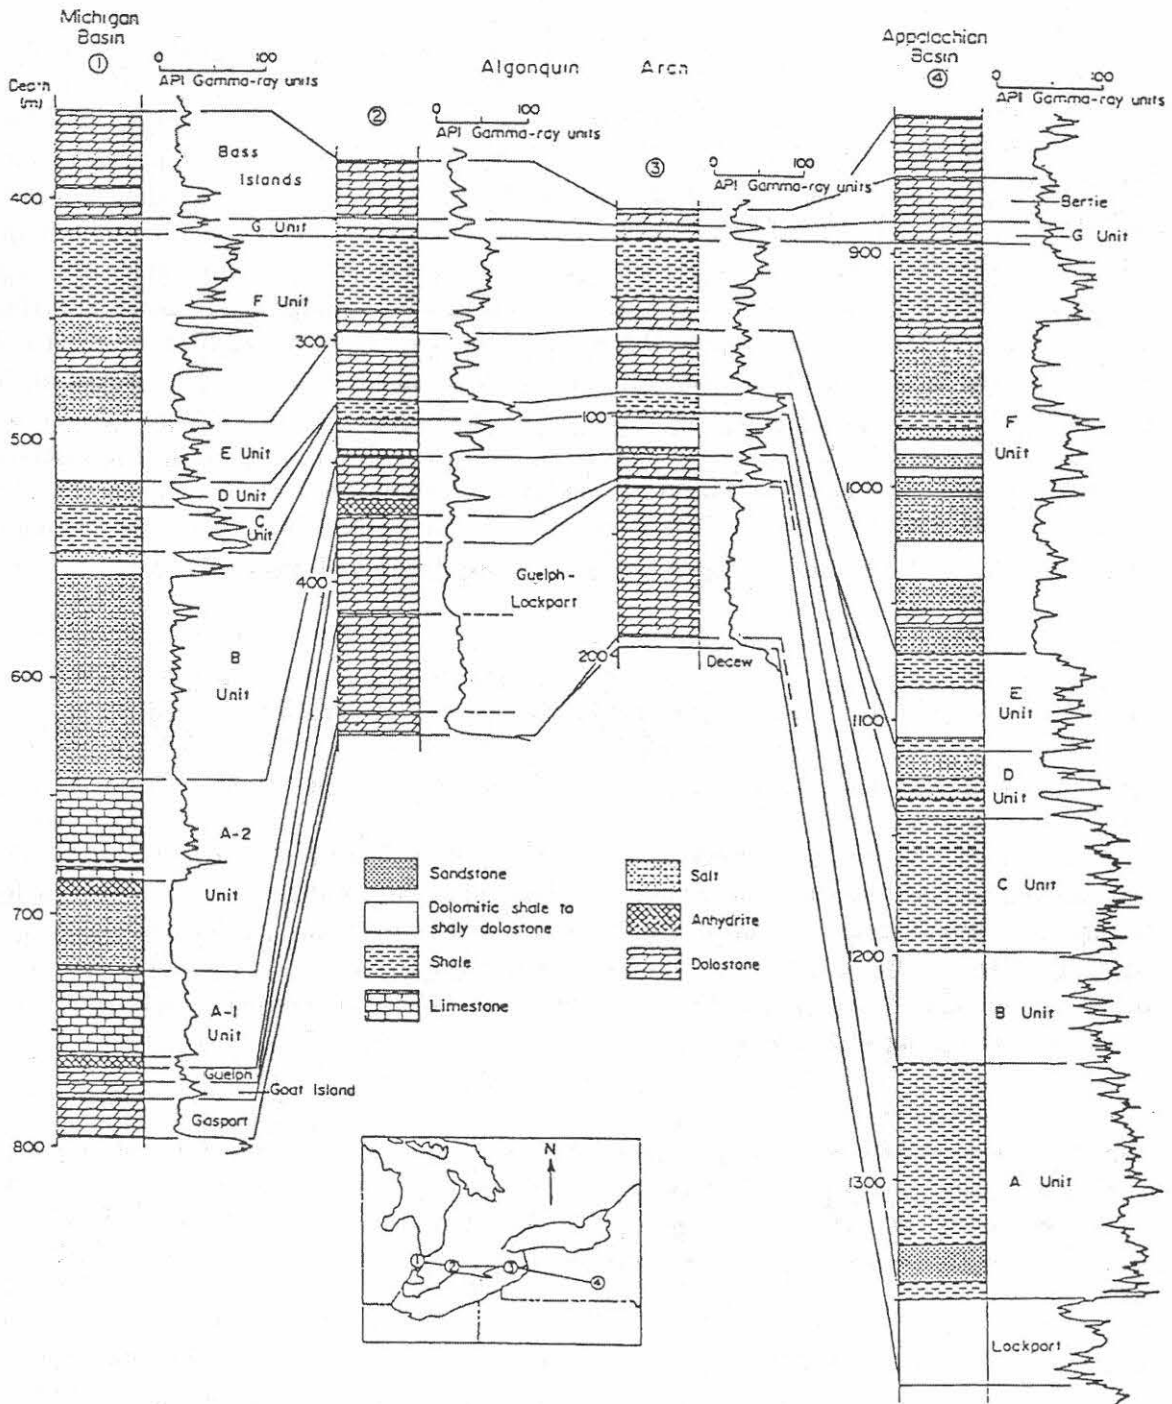 Michigan
Basin
①
0 100
API Gamma-ray units
Depth
(m)
Algonquin Arch
②
0 100
API Gamma-ray units
③
0 100
API Gamma-ray units
Appalachian
Basin
④
0 100
API Gamma-ray units
Bass
Islands
G Unit
F Unit
E Unit
D Unit
C
Unit
B
Unit
A-2
Unit
A-1
Unit
Guelph
Goat Island
Gasport
400
500
600
700
800
300
400
Guelph-
Lockport
100
200
Decew
900
1000
1100
1200
1300
Bertie
G Unit
F
Unit
E
Unit
D
Unit
C Unit
B Unit
A Unit
Lockport
Sandstone
Dolomitic shale to
shaly dolostone
Shale
Limestone
Salt
Anhydrite
Dolostone
N
① ② ③ ④